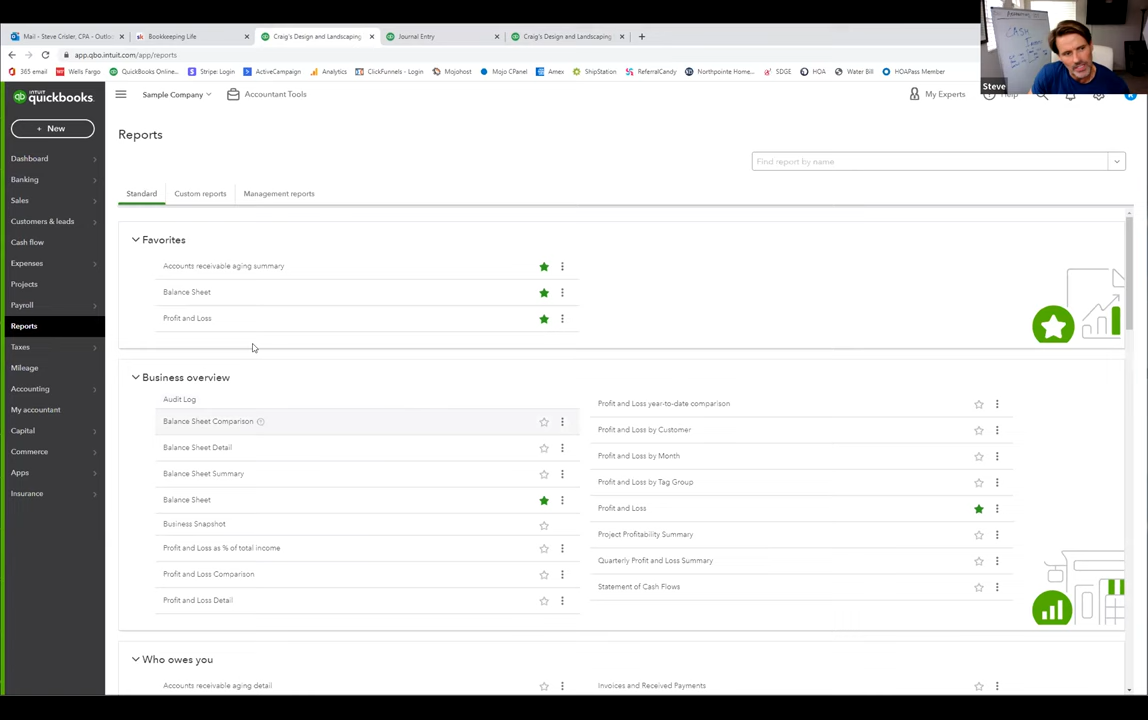 Mail - Steve Crisler, CPA - Outlo
Bookkeeping Life
Craig's Design and Landscaping
Journal Entry
Craig's Design and Landscaping
app.qbo.intuit.com/app/reports
365 email
Wells Fargo
QuickBooks Online...
Stripe: Login
ActiveCampaign
Analytics
ClickFunnels - Login
Mojohost
Mojo CPanel
Amex
ShipStation
ReferralCandy
Northpointe Home...
SDGE
HOA
Water Bill
HOAPass Member
CASH
Steve
INTUIT
quickbooks.
Sample Company
Accountant Tools
My Experts
+ New
Reports
Find report by name
Standard
Custom reports
Management reports
Dashboard
Banking
Sales
Customers & leads
Cash flow
Expenses
Projects
Payroll
Reports
Taxes
Mileage
Accounting
My accountant
Capital
Commerce
Apps
Insurance
Favorites
Accounts receivable aging summary
Balance Sheet
Profit and Loss
Business overview
Audit Log
Balance Sheet Comparison
Balance Sheet Detail
Balance Sheet Summary
Balance Sheet
Business Snapshot
Profit and Loss as % of total income
Profit and Loss Comparison
Profit and Loss Detail
Profit and Loss year-to-date comparison
Profit and Loss by Customer
Profit and Loss by Month
Profit and Loss by Tag Group
Profit and Loss
Project Profitability Summary
Quarterly Profit and Loss Summary
Statement of Cash Flows
Who owes you
Accounts receivable aging detail
Invoices and Received Payments